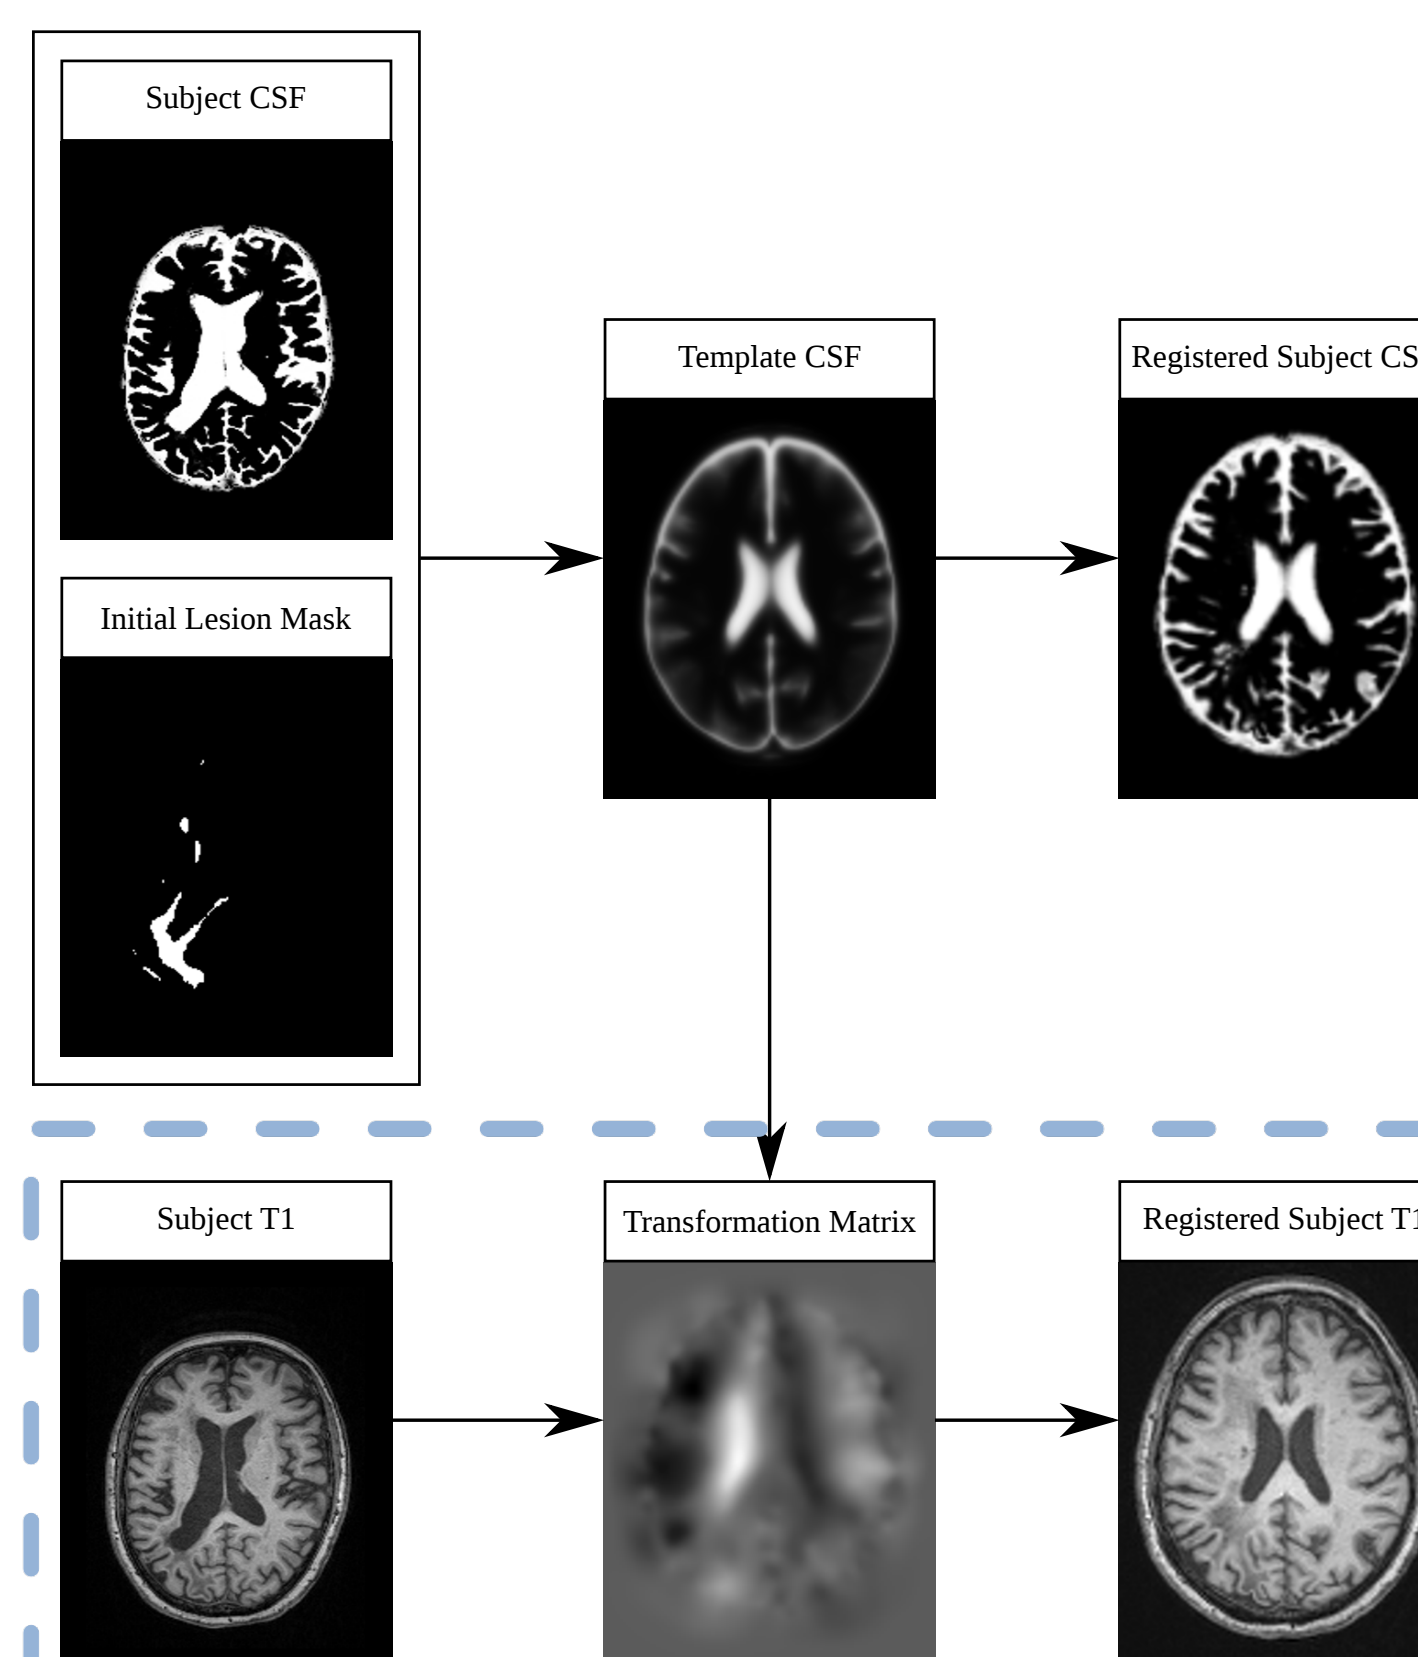 Subject CSF
Template CSF
Registered Subject CS
Initial Lesion Mask
Subject T1
Transformation Matrix
Registered Subject T1